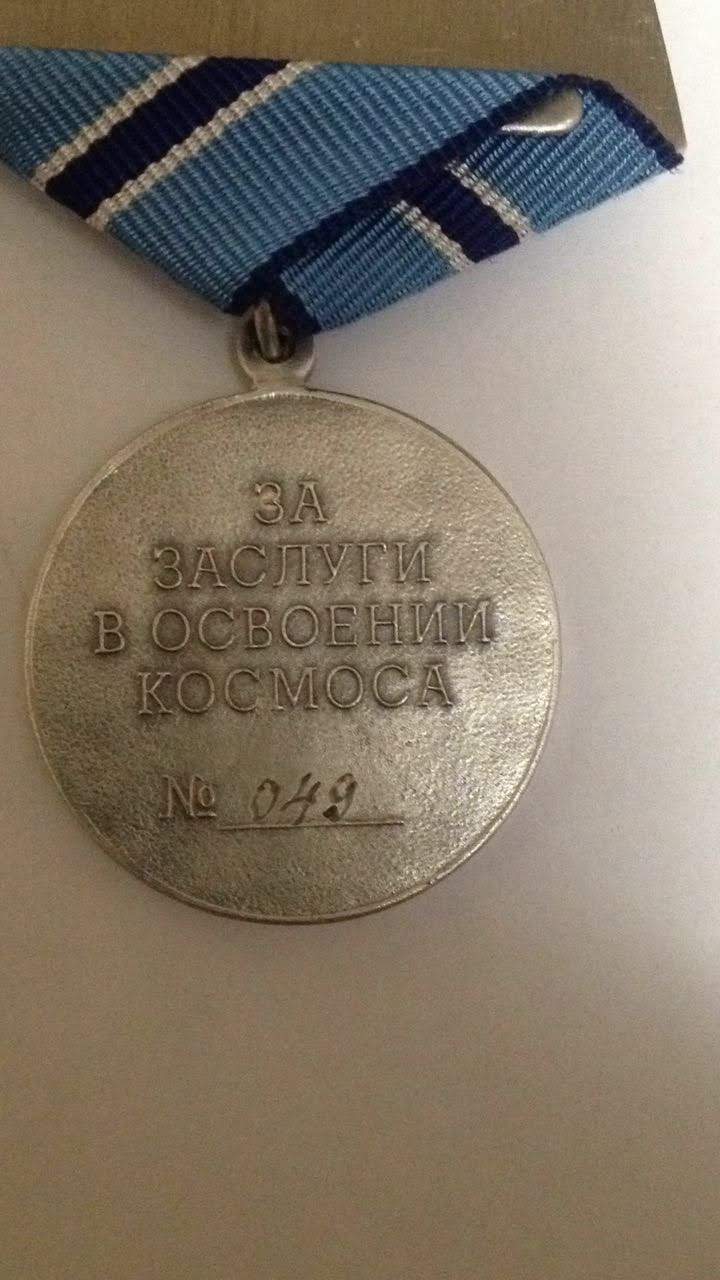 ЗА
ЗАСЛУГИ
В ОСВОЕНИИ
КОСМОСА
№ 049